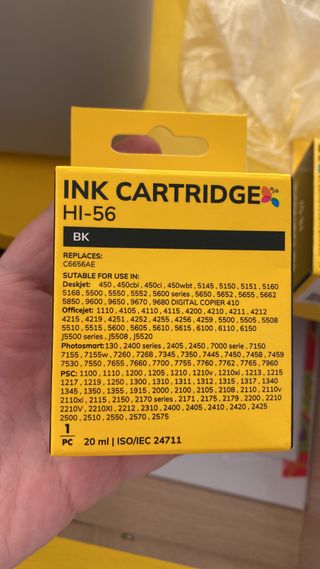 INK CARTRIDGE
HI-56
BK
REPLACES:
C6656AE
SUITABLE FOR USE IN:
Deskjet: 450 , 450cbi , 450ci , 450wbt , 5145 , 5150 , 5151 , 5160
5168 , 5500 , 5550 , 5552 , 5600 series , 5650 , 5652 , 5655 , 5662
5850 , 9600 , 9650 , 9670 , 9680 DIGITAL COPIER 410
Officejet: 1110 , 4105 , 4110 , 4115 , 4200 , 4210 , 4211 , 4212
4215 , 4219 , 4251 , 4252 , 4255 , 4256 , 4259 , 5500 , 5505 , 5508
5510 , 5515 , 5600 , 5605 , 5610 , 5615 , 6100 , 6110 , 6150
J5500 series , J5508 , J5520
Photosmart: 130 , 2400 series , 2405 , 2450 , 7000 serie , 7150
7155 , 7155w , 7260 , 7268 , 7345 , 7350 , 7445 , 7450 , 7458 , 7459
7530 , 7550 , 7655 , 7660 , 7700 , 7755 , 7760 , 7762 , 7765 , 7960
PSC: 1100 , 1110 , 1200 , 1205 , 1210 , 1210v , 1210xi , 1213 , 1215
1217 , 1219 , 1250 , 1300 , 1310 , 1311 , 1312 , 1315 , 1317 , 1340
1345 , 1350 , 1355 , 1915 , 2000 , 2100 , 2105 , 2108 , 2110 , 2110v
2110xi , 2115 , 2150 , 2170 series , 2171 , 2175 , 2179 , 2200 , 2210
2210V , 2210XI , 2212 , 2310 , 2400 , 2405 , 2410 , 2420 , 2425
2500 , 2510 , 2550 , 2570 , 2575
1
PC
20 ml | ISO/IEC 24711